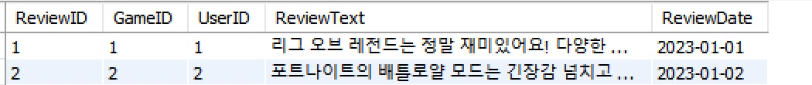 ReviewID GameID UserID ReviewText ReviewDate
1 1 1 리그 오브 레전드는 정말 재미있어요! 다양한 ... 2023-01-01
2 2 2 포트나이트의 배틀로얄 모드는 긴장감 넘치고 ... 2023-01-02